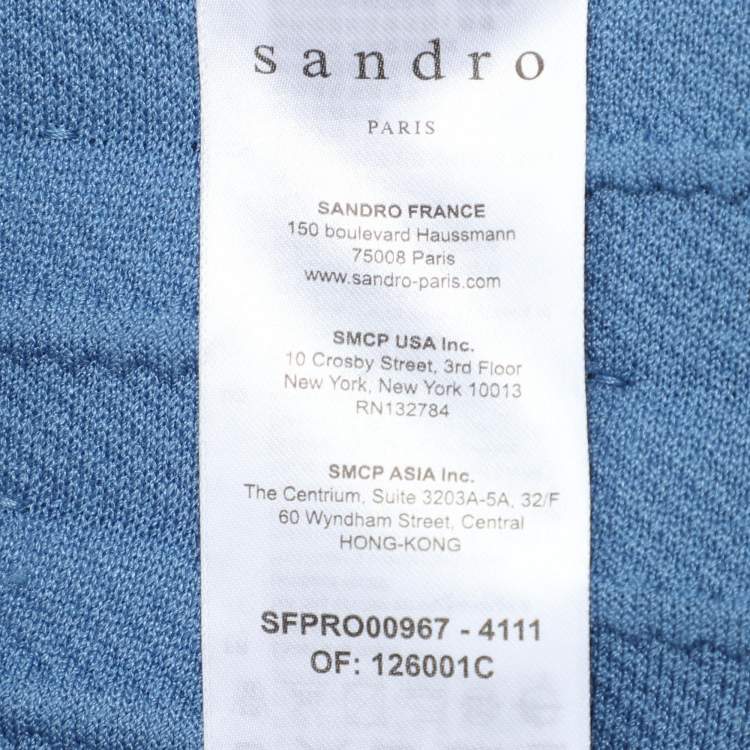 sandro
PARIS
SANDRO FRANCE
150 boulevard Haussmann
75008 Paris
www.sandro-paris.com
SMCP USA Inc.
10 Crosby Street, 3rd Floor
New York, New York 10013
RN132784
SMCP ASIA Inc.
The Centrium, Suite 3203A-5A, 32/F
60 Wyndham Street, Central
HONG-KONG
SFPRO00967 - 4111
OF: 126001C